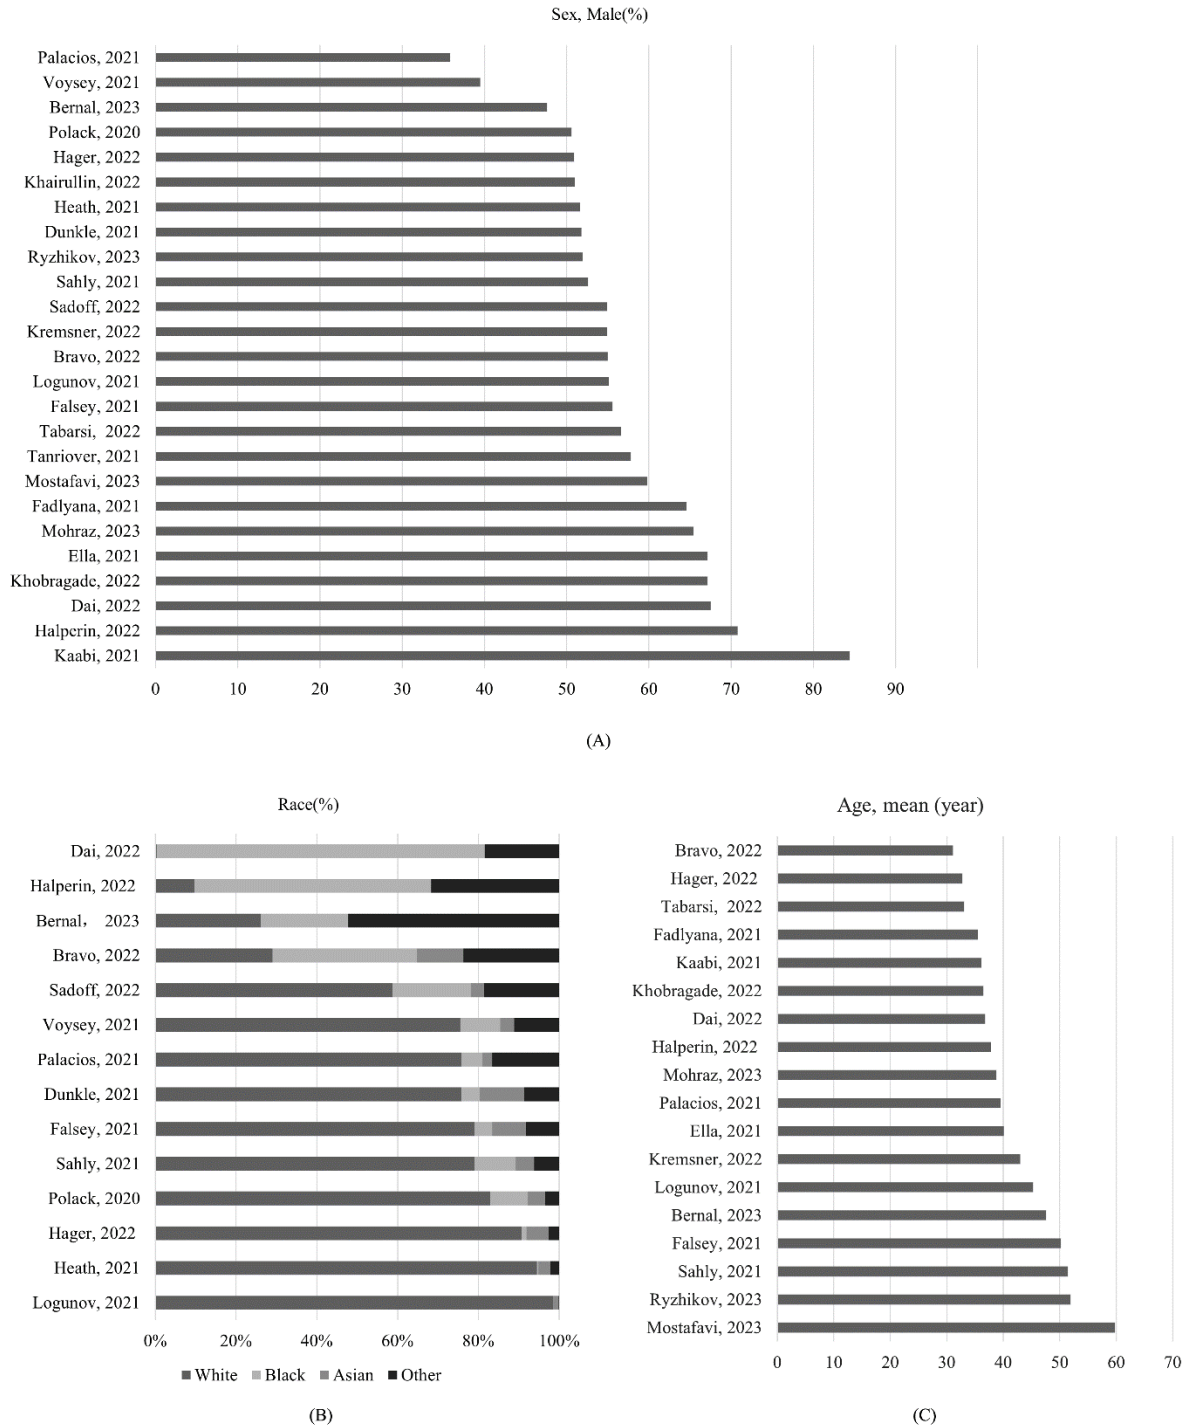 Sex, Male(%)
Palacios, 2021
Voysey, 2021
Bernal, 2023
Polack, 2020
Hager, 2022
Khairullin, 2022
Heath, 2021
Dunkle, 2021
Ryzhikov, 2023
Sahly, 2021
Sadoff, 2022
Kremsner, 2022
Bravo, 2022
Logunov, 2021
Falsey, 2021
Tabarsi, 2022
Tanriover, 2021
Mostafavi, 2023
Fadlyana, 2021
Mohraz, 2023
Ella, 2021
Khobragade, 2022
Dai, 2022
Halperin, 2022
Kaabi, 2021
0 10 20 30 40 50 60 70 80 90
(A)
Race(%)
Dai, 2022
Halperin, 2022
Bernal， 2023
Bravo, 2022
Sadoff, 2022
Voysey, 2021
Palacios, 2021
Dunkle, 2021
Falsey, 2021
Sahly, 2021
Polack, 2020
Hager, 2022
Heath, 2021
Logunov, 2021
0% 20% 40% 60% 80% 100%
White Black Asian Other
(B)
Age, mean (year)
Bravo, 2022
Hager, 2022
Tabarsi, 2022
Fadlyana, 2021
Kaabi, 2021
Khobragade, 2022
Dai, 2022
Halperin, 2022
Mohraz, 2023
Palacios, 2021
Ella, 2021
Kremsner, 2022
Logunov, 2021
Bernal, 2023
Falsey, 2021
Sahly, 2021
Ryzhikov, 2023
Mostafavi, 2023
0 10 20 30 40 50 60 70
(C)